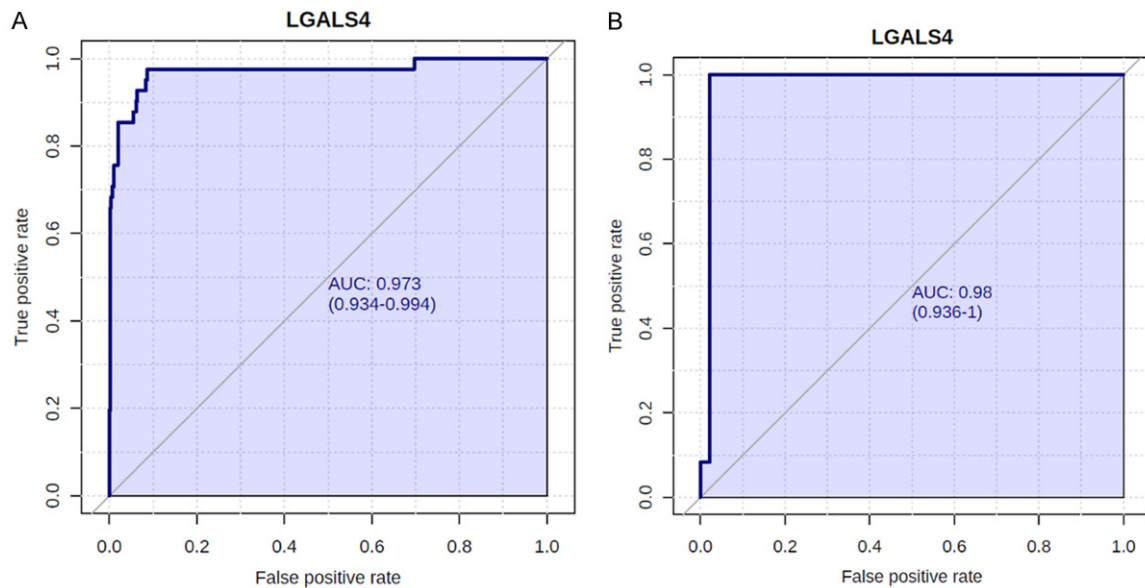 A
LGALS4
1.0
0.8
0.6
0.4
0.2
0.0
True positive rate
AUC: 0.973
(0.934-0.994)
0.0 0.2 0.4 0.6 0.8 1.0
False positive rate
B
LGALS4
1.0
0.8
0.6
0.4
0.2
0.0
True positive rate
AUC: 0.98
(0.936-1)
0.0 0.2 0.4 0.6 0.8 1.0
False positive rate